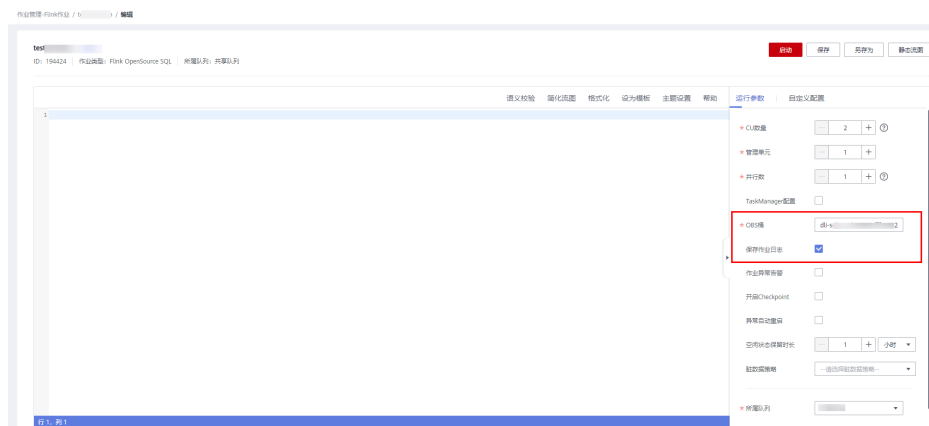 作业管理-Flink作业 / t / 编辑
test
启动 保存 另存为 静态流图
ID: 194424 | 作业类型: Flink OpenSource SQL | 所属队列: 共享队列
语义校验 简化流图 格式化 设为模板 主题设置 帮助
运行参数 | 自定义配置
1
* CU数量 − 2 + ?
* 管理单元 − 1 +
* 并行数 − 1 + ?
TaskManager配置
* OBS桶 dli-s 2
保存作业日志
作业异常告警
开启Checkpoint
异常自动重启
空闲状态保留时长 − 1 + 小时
脏数据策略 --请选择脏数据策略--
* 所属队列
行 1, 列 1